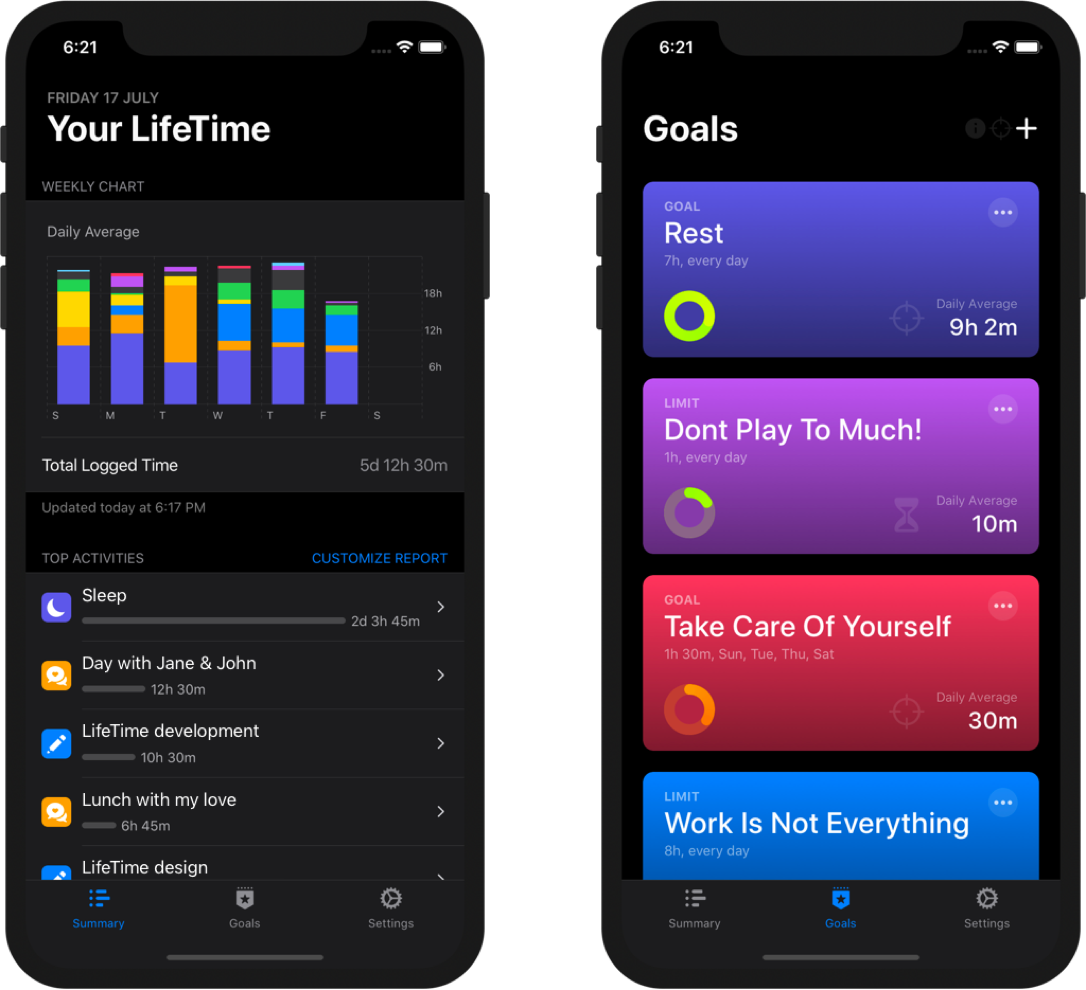 6:21
FRIDAY 17 JULY
Your LifeTime
WEEKLY CHART
Daily Average
18h
12h
6h
S M T W T F S
Total Logged Time 5d 12h 30m
Updated today at 6:17 PM
TOP ACTIVITIES CUSTOMIZE REPORT
Sleep
2d 3h 45m
Day with Jane & John
12h 30m
LifeTime development
10h 30m
Lunch with my love
6h 45m
LifeTime design
Summary Goals Settings
6:21
Goals
GOAL
Rest
7h, every day
Daily Average
9h 2m
LIMIT
Dont Play To Much!
1h, every day
Daily Average
10m
GOAL
Take Care Of Yourself
1h 30m, Sun, Tue, Thu, Sat
Daily Average
30m
LIMIT
Work Is Not Everything
8h, every day
Summary Goals Settings